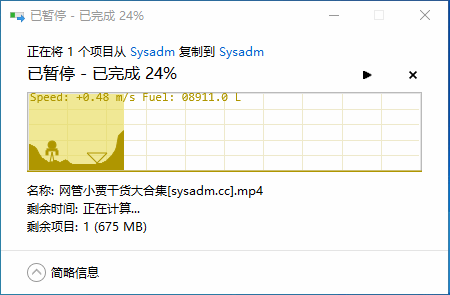 已暂停 - 已完成 24%
正在将 1 个项目从 Sysadm 复制到 Sysadm
已暂停 - 已完成 24%
Speed: +0.48 m/s Fuel: 08911.0 L
名称: 网管小贾干货大合集[sysadm.cc].mp4
剩余时间: 正在计算...
剩余项目: 1 (675 MB)
简略信息